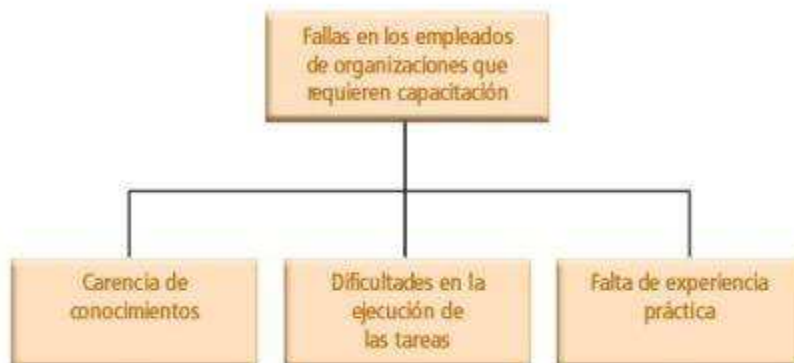 Fallas en los empleados
de organizaciones que
requieren capacitación
Carencia de
conocimientos
Dificultades en la
ejecución de
las tareas
Falta de experiencia
práctica